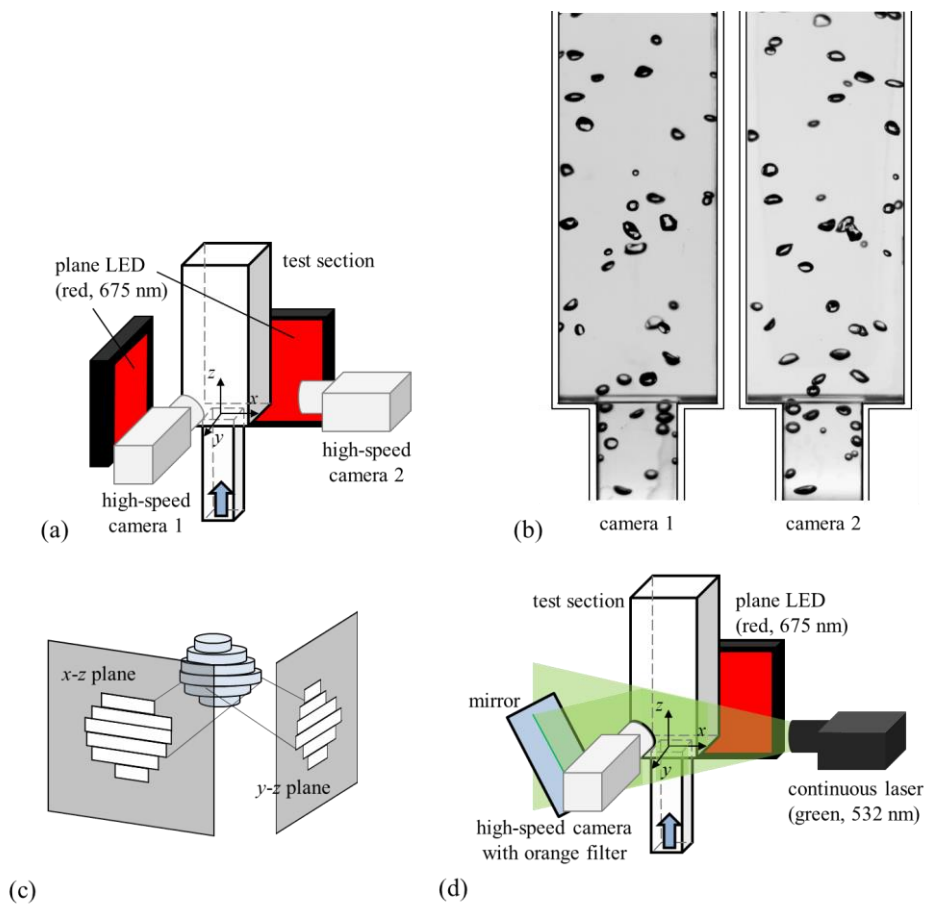 plane LED
(red, 675 nm)
test section
z
x
y
high-speed
camera 1
high-speed
camera 2
(a)
camera 1
camera 2
(b)
x-z plane
y-z plane
(c)
test section
plane LED
(red, 675 nm)
mirror
z
x
y
high-speed camera
with orange filter
continuous laser
(green, 532 nm)
(d)